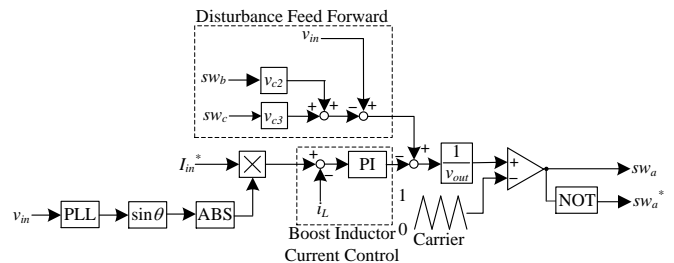 Disturbance Feed Forward
v_in
sw_b
v_c2
+
+
sw_c
v_c3
+
−
+
I_in*
×
+
−
PI
−
+
1
v_out
+
−
sw_a
NOT
sw_a*
i_L
1
0
Carrier
v_in
PLL
sinθ
ABS
Boost Inductor
Current Control